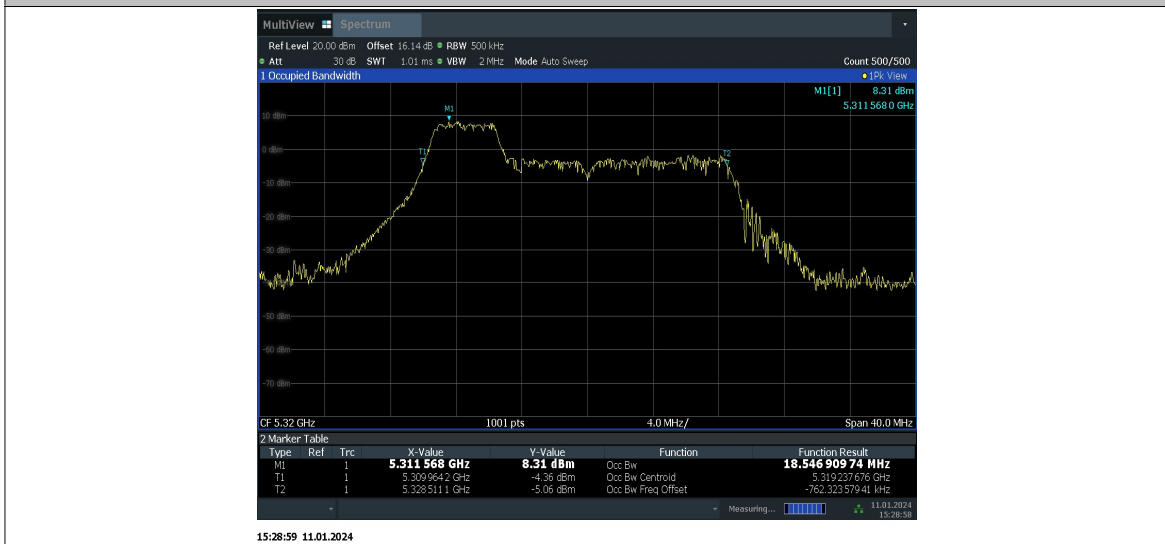 MultiView Spectrum
Ref Level 20.00 dBm Offset 16.14 dB RBW 500 kHz
Att 30 dB SWT 1.01 ms VBW 2 MHz Mode Auto Sweep Count 500/500
1 Occupied Bandwidth 1Pk View
M1[1] 8.31 dBm
5.311 568 0 GHz
M1
10 dBm
T1
0 dBm
T2
-10 dBm
-20 dBm
-30 dBm
-40 dBm
-50 dBm
-60 dBm
-70 dBm
CF 5.32 GHz 1001 pts 4.0 MHz/ Span 40.0 MHz
2 Marker Table
Type Ref Trc X-Value Y-Value Function Function Result
M1 1 5.311 568 GHz 8.31 dBm Occ Bw 18.546 909 74 MHz
T1 1 5.309 964 2 GHz -4.36 dBm Occ Bw Centroid 5.319 237 676 GHz
T2 1 5.328 511 1 GHz -5.06 dBm Occ Bw Freq Offset -762.323 579 41 kHz
Measuring... 11.01.2024
15:28:58
15:28:59 11.01.2024